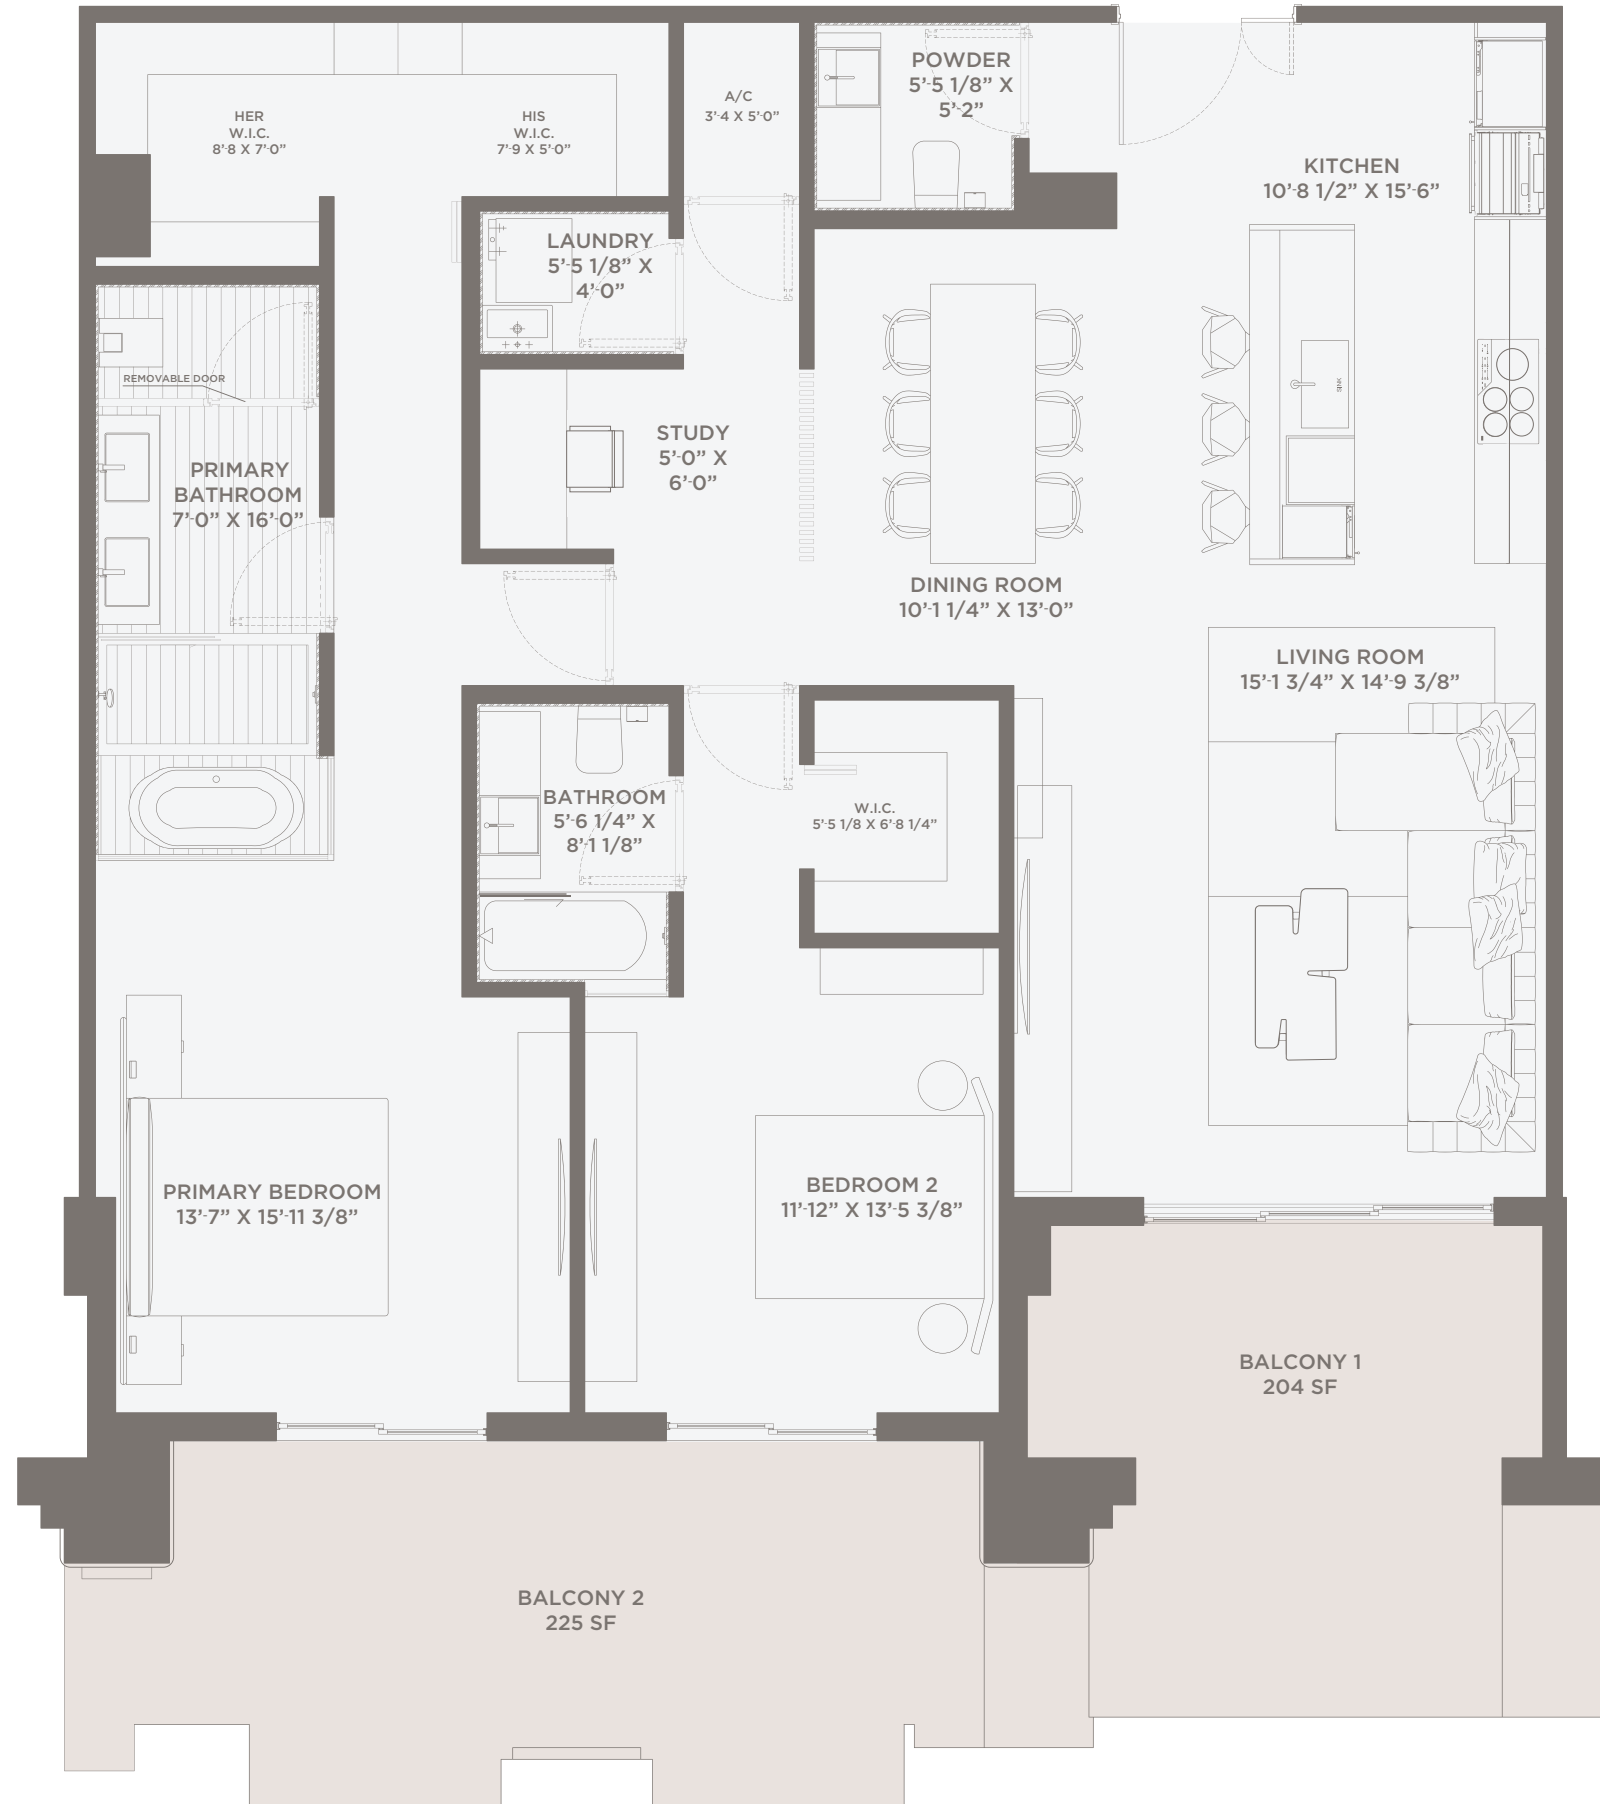 POWDER
5’-5 1/8” X
5’-2”
A/C
3’-4 X 5’-0”
HER
W.I.C.
8’-8 X 7’-0”
HIS
W.I.C.
7’-9 X 5’-0”
KITCHEN
10’-8 1/2” X 15’-6”
LAUNDRY
5’-5 1/8” X
4’-0”
REMOVABLE DOOR
SINK
STUDY
5’-0” X
6’-0”
PRIMARY
BATHROOM
7’-0” X 16’-0”
DINING ROOM
10’-1 1/4” X 13’-0”
LIVING ROOM
15’-1 3/4” X 14’-9 3/8”
BATHROOM
5’-6 1/4” X
8’-1 1/8”
W.I.C.
5’-5 1/8 X 6’-8 1/4”
PRIMARY BEDROOM
13’-7” X 15’-11 3/8”
BEDROOM 2
11’-12” X 13’-5 3/8”
BALCONY 1
204 SF
BALCONY 2
225 SF